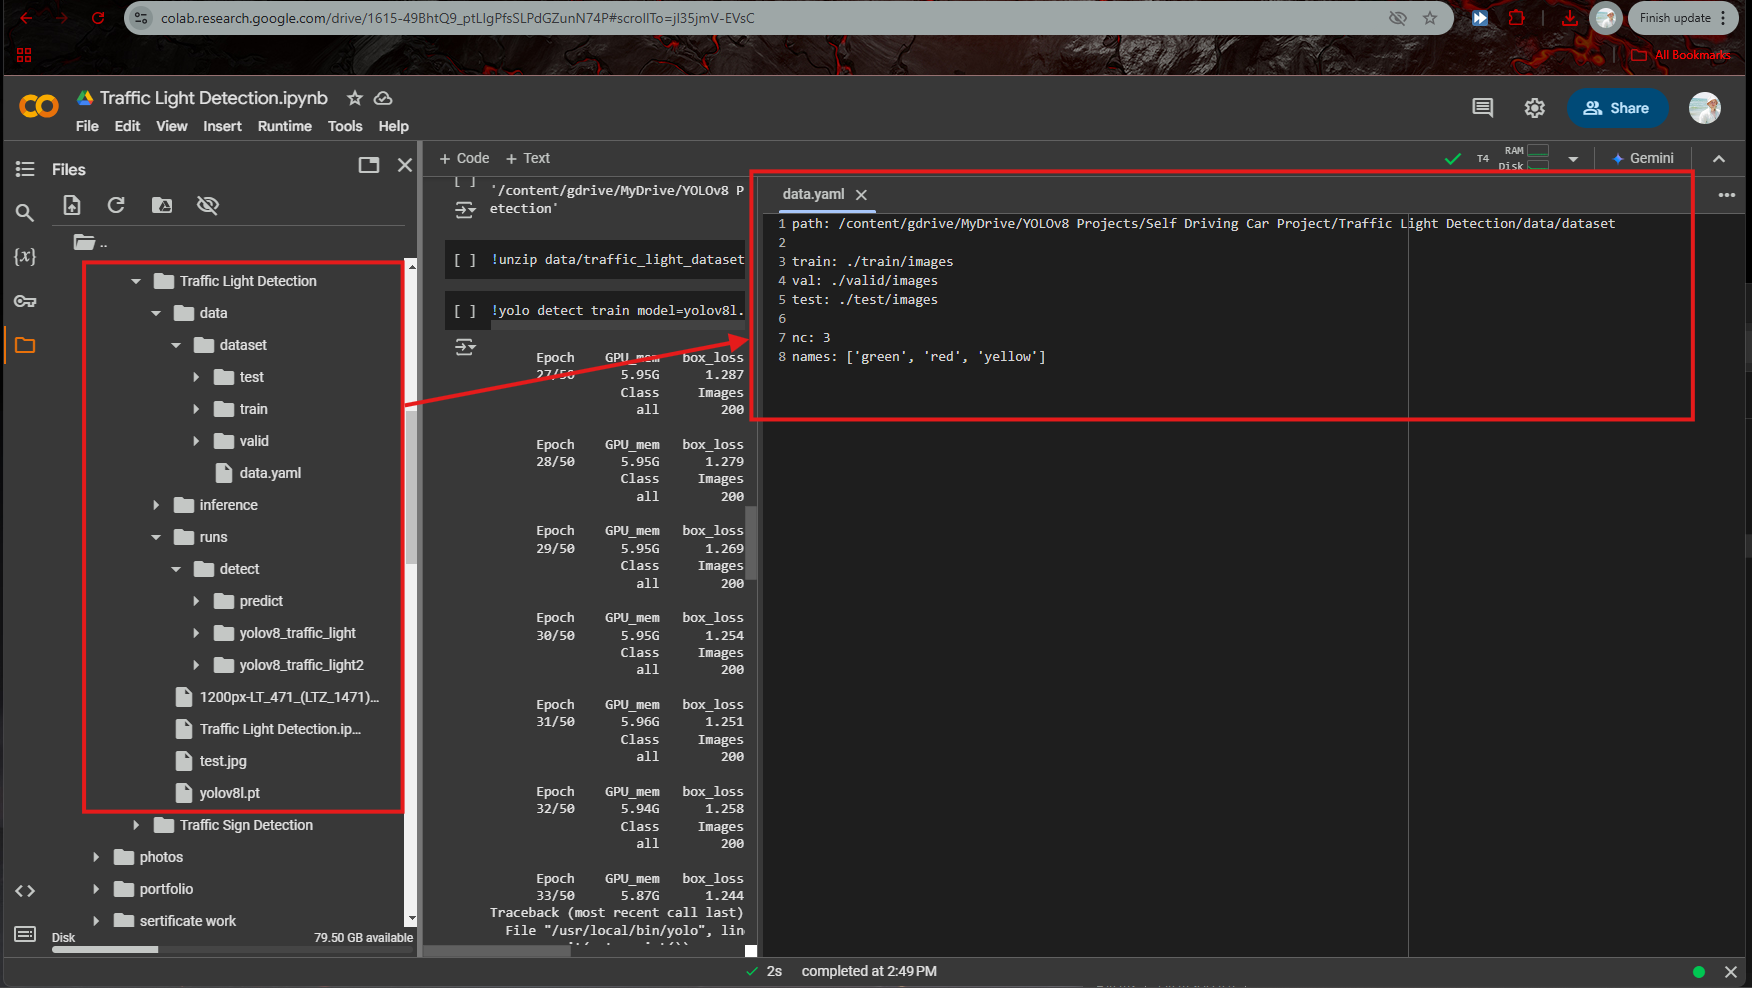 colab.research.google.com/drive/1615-49BhtQ9_ptLIgPfsSLPdGZunN74P#scrollTo=jl35jmV-EVsC
Finish update
All Bookmarks
Traffic Light Detection.ipynb
File Edit View Insert Runtime Tools Help
Share
Files
+ Code + Text
T4
RAM
Disk
Gemini
..
Traffic Light Detection
data
dataset
test
train
valid
data.yaml
inference
runs
detect
predict
yolov8_traffic_light
yolov8_traffic_light2
1200px-LT_471_(LTZ_1471)...
Traffic Light Detection.ip...
test.jpg
yolov8l.pt
Traffic Sign Detection
photos
portfolio
sertificate work
Disk 79.50 GB available
[ ] '/content/gdrive/MyDrive/YOLOv8 P
etection'
[ ] !unzip data/traffic_light_dataset
[ ] !yolo detect train model=yolov8l.
Epoch GPU_mem box_loss
27/50 5.95G 1.287
Class Images
all 200
Epoch GPU_mem box_loss
28/50 5.95G 1.279
Class Images
all 200
Epoch GPU_mem box_loss
29/50 5.95G 1.269
Class Images
all 200
Epoch GPU_mem box_loss
30/50 5.95G 1.254
Class Images
all 200
Epoch GPU_mem box_loss
31/50 5.96G 1.251
Class Images
all 200
Epoch GPU_mem box_loss
32/50 5.94G 1.258
Class Images
all 200
Epoch GPU_mem box_loss
33/50 5.87G 1.244
Traceback (most recent call last)
File "/usr/local/bin/yolo", lin
data.yaml
1 path: /content/gdrive/MyDrive/YOLOv8 Projects/Self Driving Car Project/Traffic Light Detection/data/dataset
2
3 train: ./train/images
4 val: ./valid/images
5 test: ./test/images
6
7 nc: 3
8 names: ['green', 'red', 'yellow']
2s completed at 2:49 PM